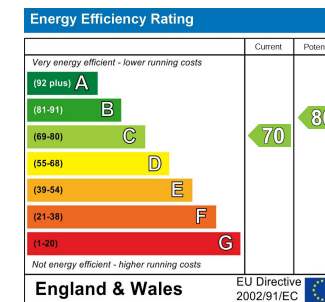 Energy Efficiency Rating
Current
Very energy efficient - lower running costs
(92 plus) A
(81-91) B
(69-80) C
(55-68) D
(39-54) E
(21-38) F
(1-20) G
70
Not energy efficient - higher running costs
England & Wales
EU Directive
2002/91/EC